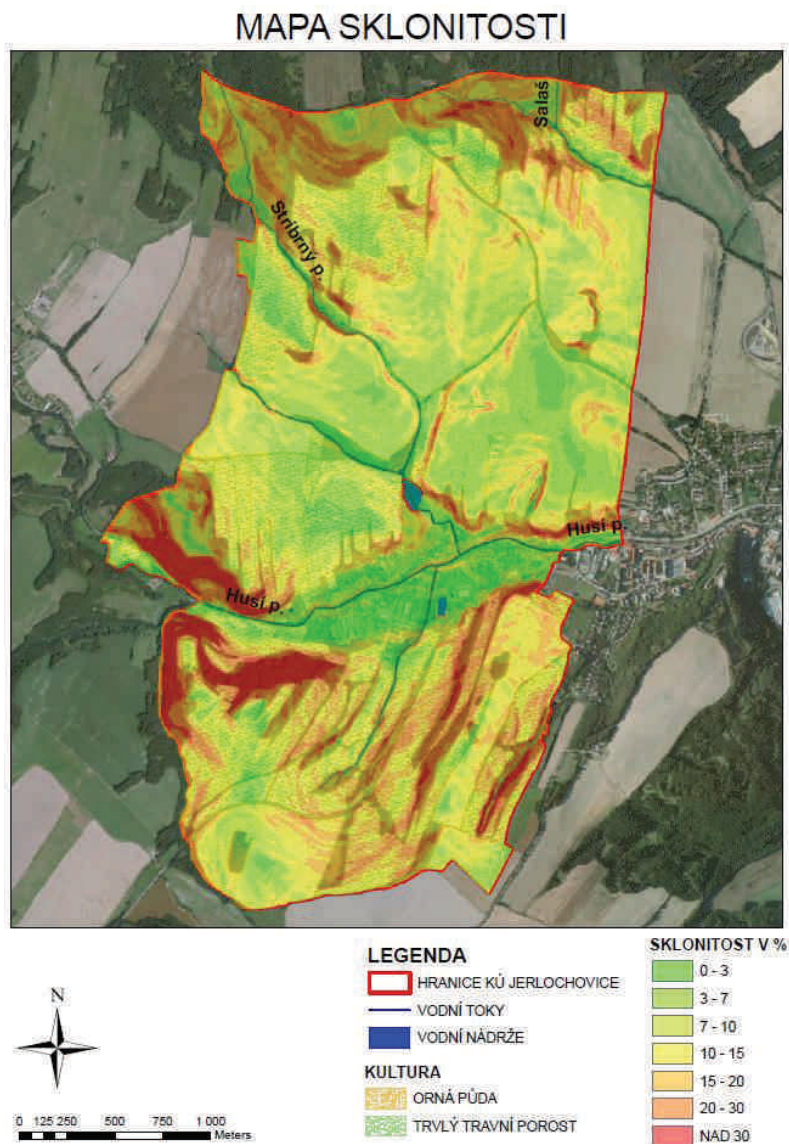 MAPA SKLONITOSTI
Salaš
Stříbrný p.
Husí p.
Husí p.
LEGENDA
HRANICE KÚ JERLOCHOVICE
VODNÍ TOKY
VODNÍ NÁDRŽE
KULTURA
ORNÁ PŮDA
TRVLÝ TRAVNÍ POROST
SKLONITOST V %
0 - 3
3 - 7
7 - 10
10 - 15
15 - 20
20 - 30
NAD 30
N
0 125 250 500 750 1 000
Meters